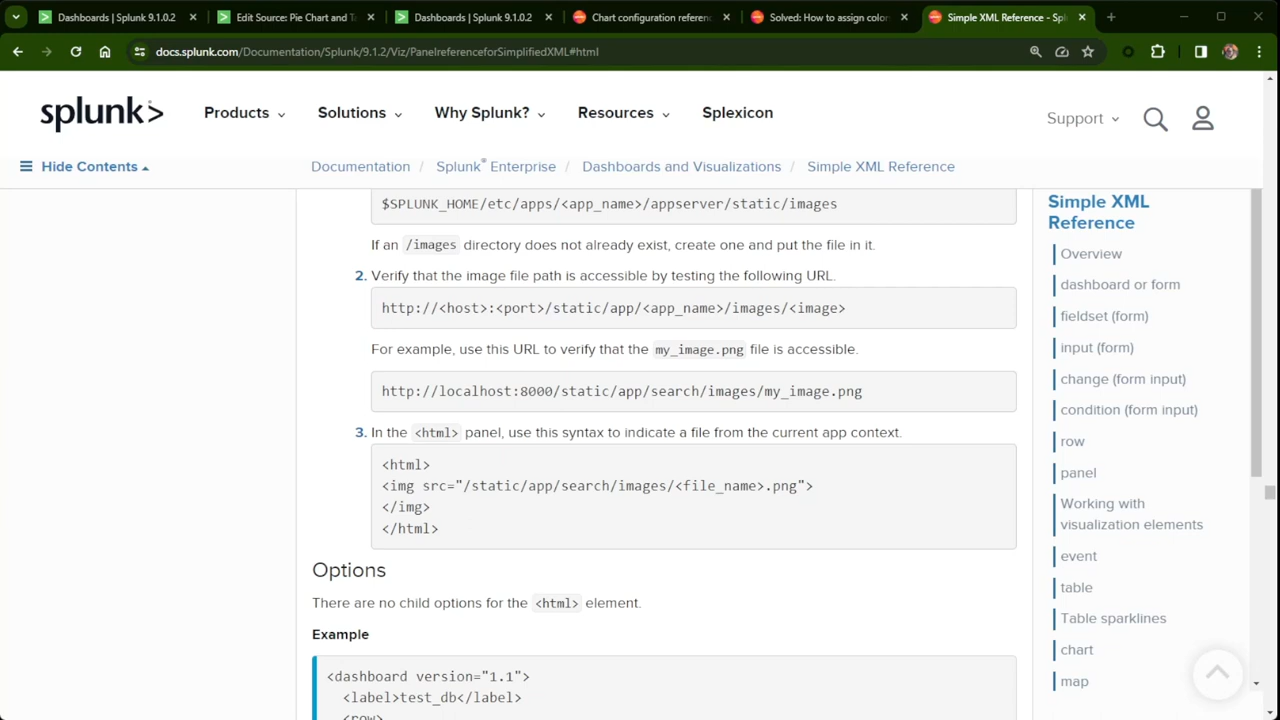 Dashboards | Splunk 9.1.0.2
Edit Source: Pie Chart and T
Dashboards | Splunk 9.1.0.2
Chart configuration referenc
Solved: How to assign color
Simple XML Reference - Spl
docs.splunk.com/Documentation/Splunk/9.1.2/Viz/PanelreferenceforSimplifiedXML#html
splunk>
Products
Solutions
Why Splunk?
Resources
Splexicon
Support
Hide Contents
Documentation / Splunk® Enterprise / Dashboards and Visualizations / Simple XML Reference
$SPLUNK_HOME/etc/apps/<app_name>/appserver/static/images
If an /images directory does not already exist, create one and put the file in it.
2. Verify that the image file path is accessible by testing the following URL.
http://<host>:<port>/static/app/<app_name>/images/<image>
For example, use this URL to verify that the my_image.png file is accessible.
http://localhost:8000/static/app/search/images/my_image.png
3. In the <html> panel, use this syntax to indicate a file from the current app context.
<html>
<img src="/static/app/search/images/<file_name>.png">
</img>
</html>
Options
There are no child options for the <html> element.
Example
<dashboard version="1.1">
<label>test_db</label>
<row>
Simple XML
Reference
Overview
dashboard or form
fieldset (form)
input (form)
change (form input)
condition (form input)
row
panel
Working with
visualization elements
event
table
Table sparklines
chart
map